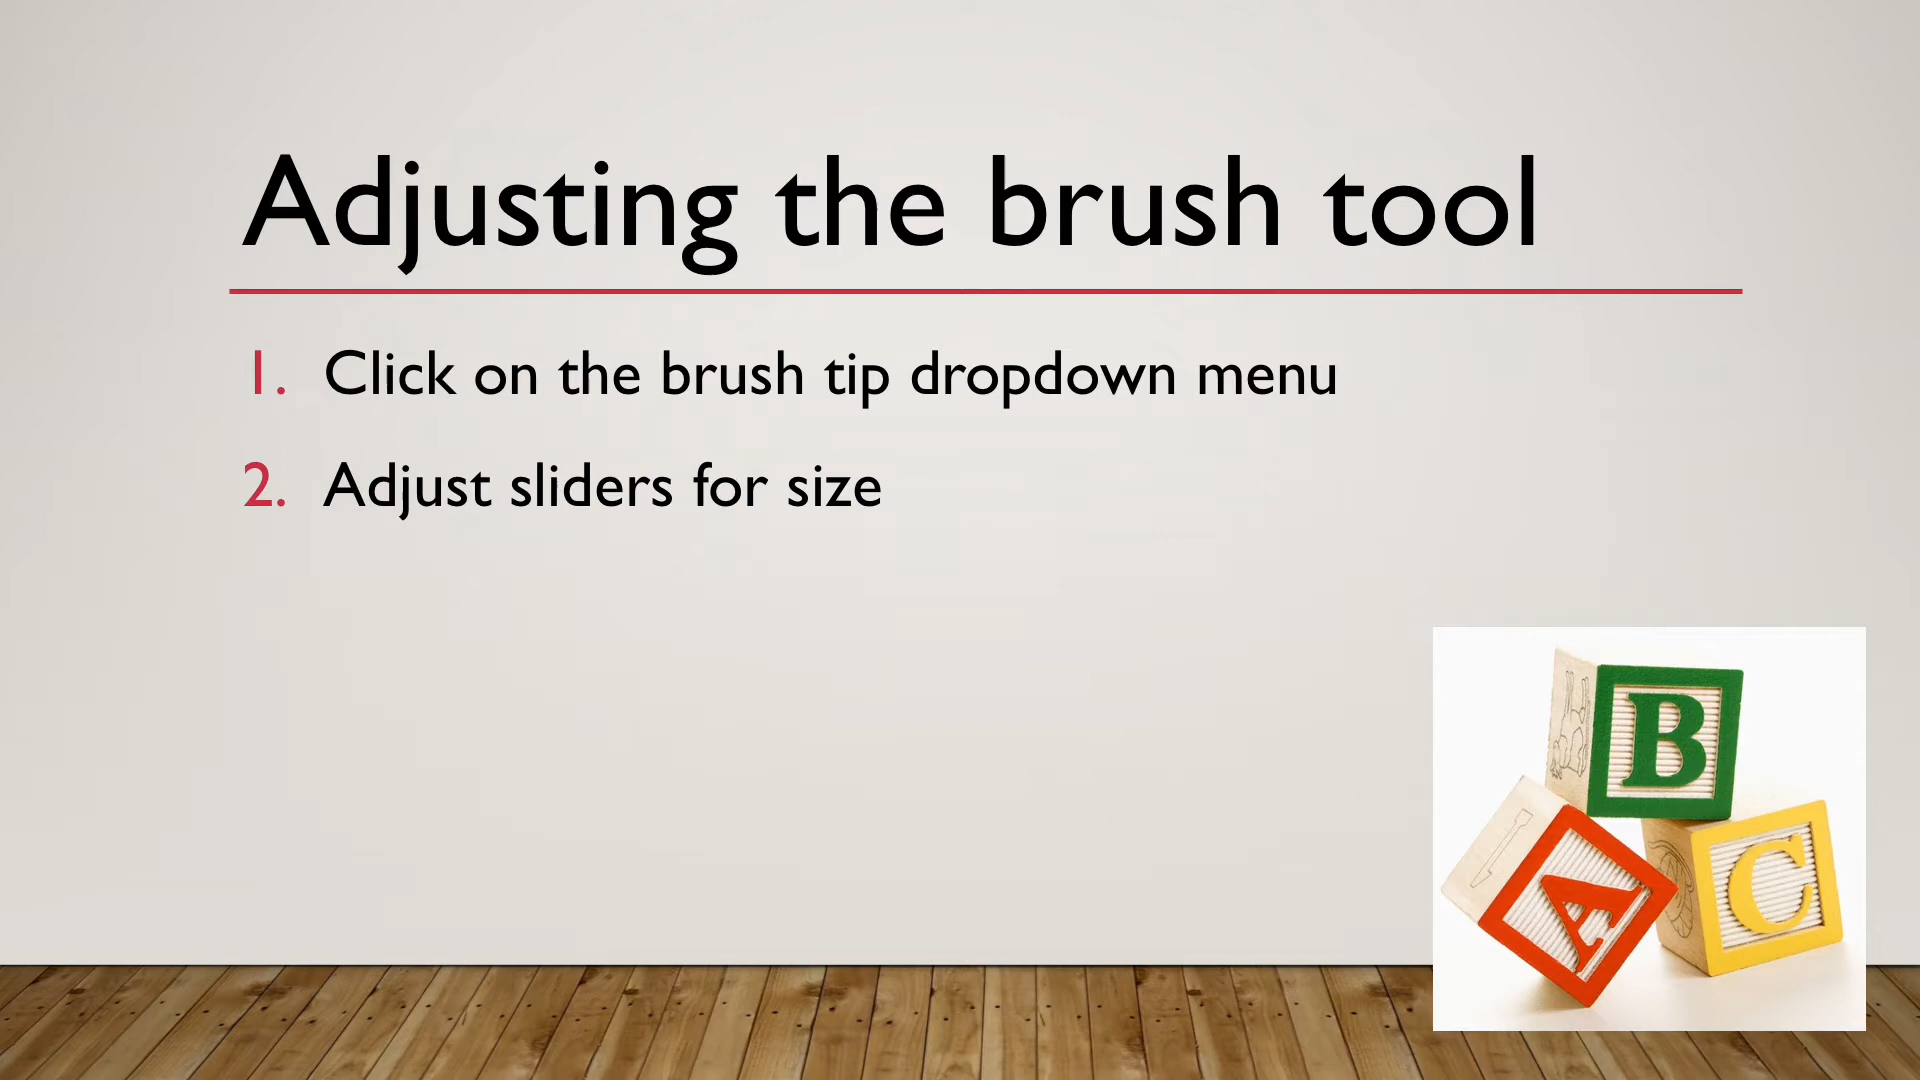 Adjusting the brush tool
1. Click on the brush tip dropdown menu
2. Adjust sliders for size
B
A
C